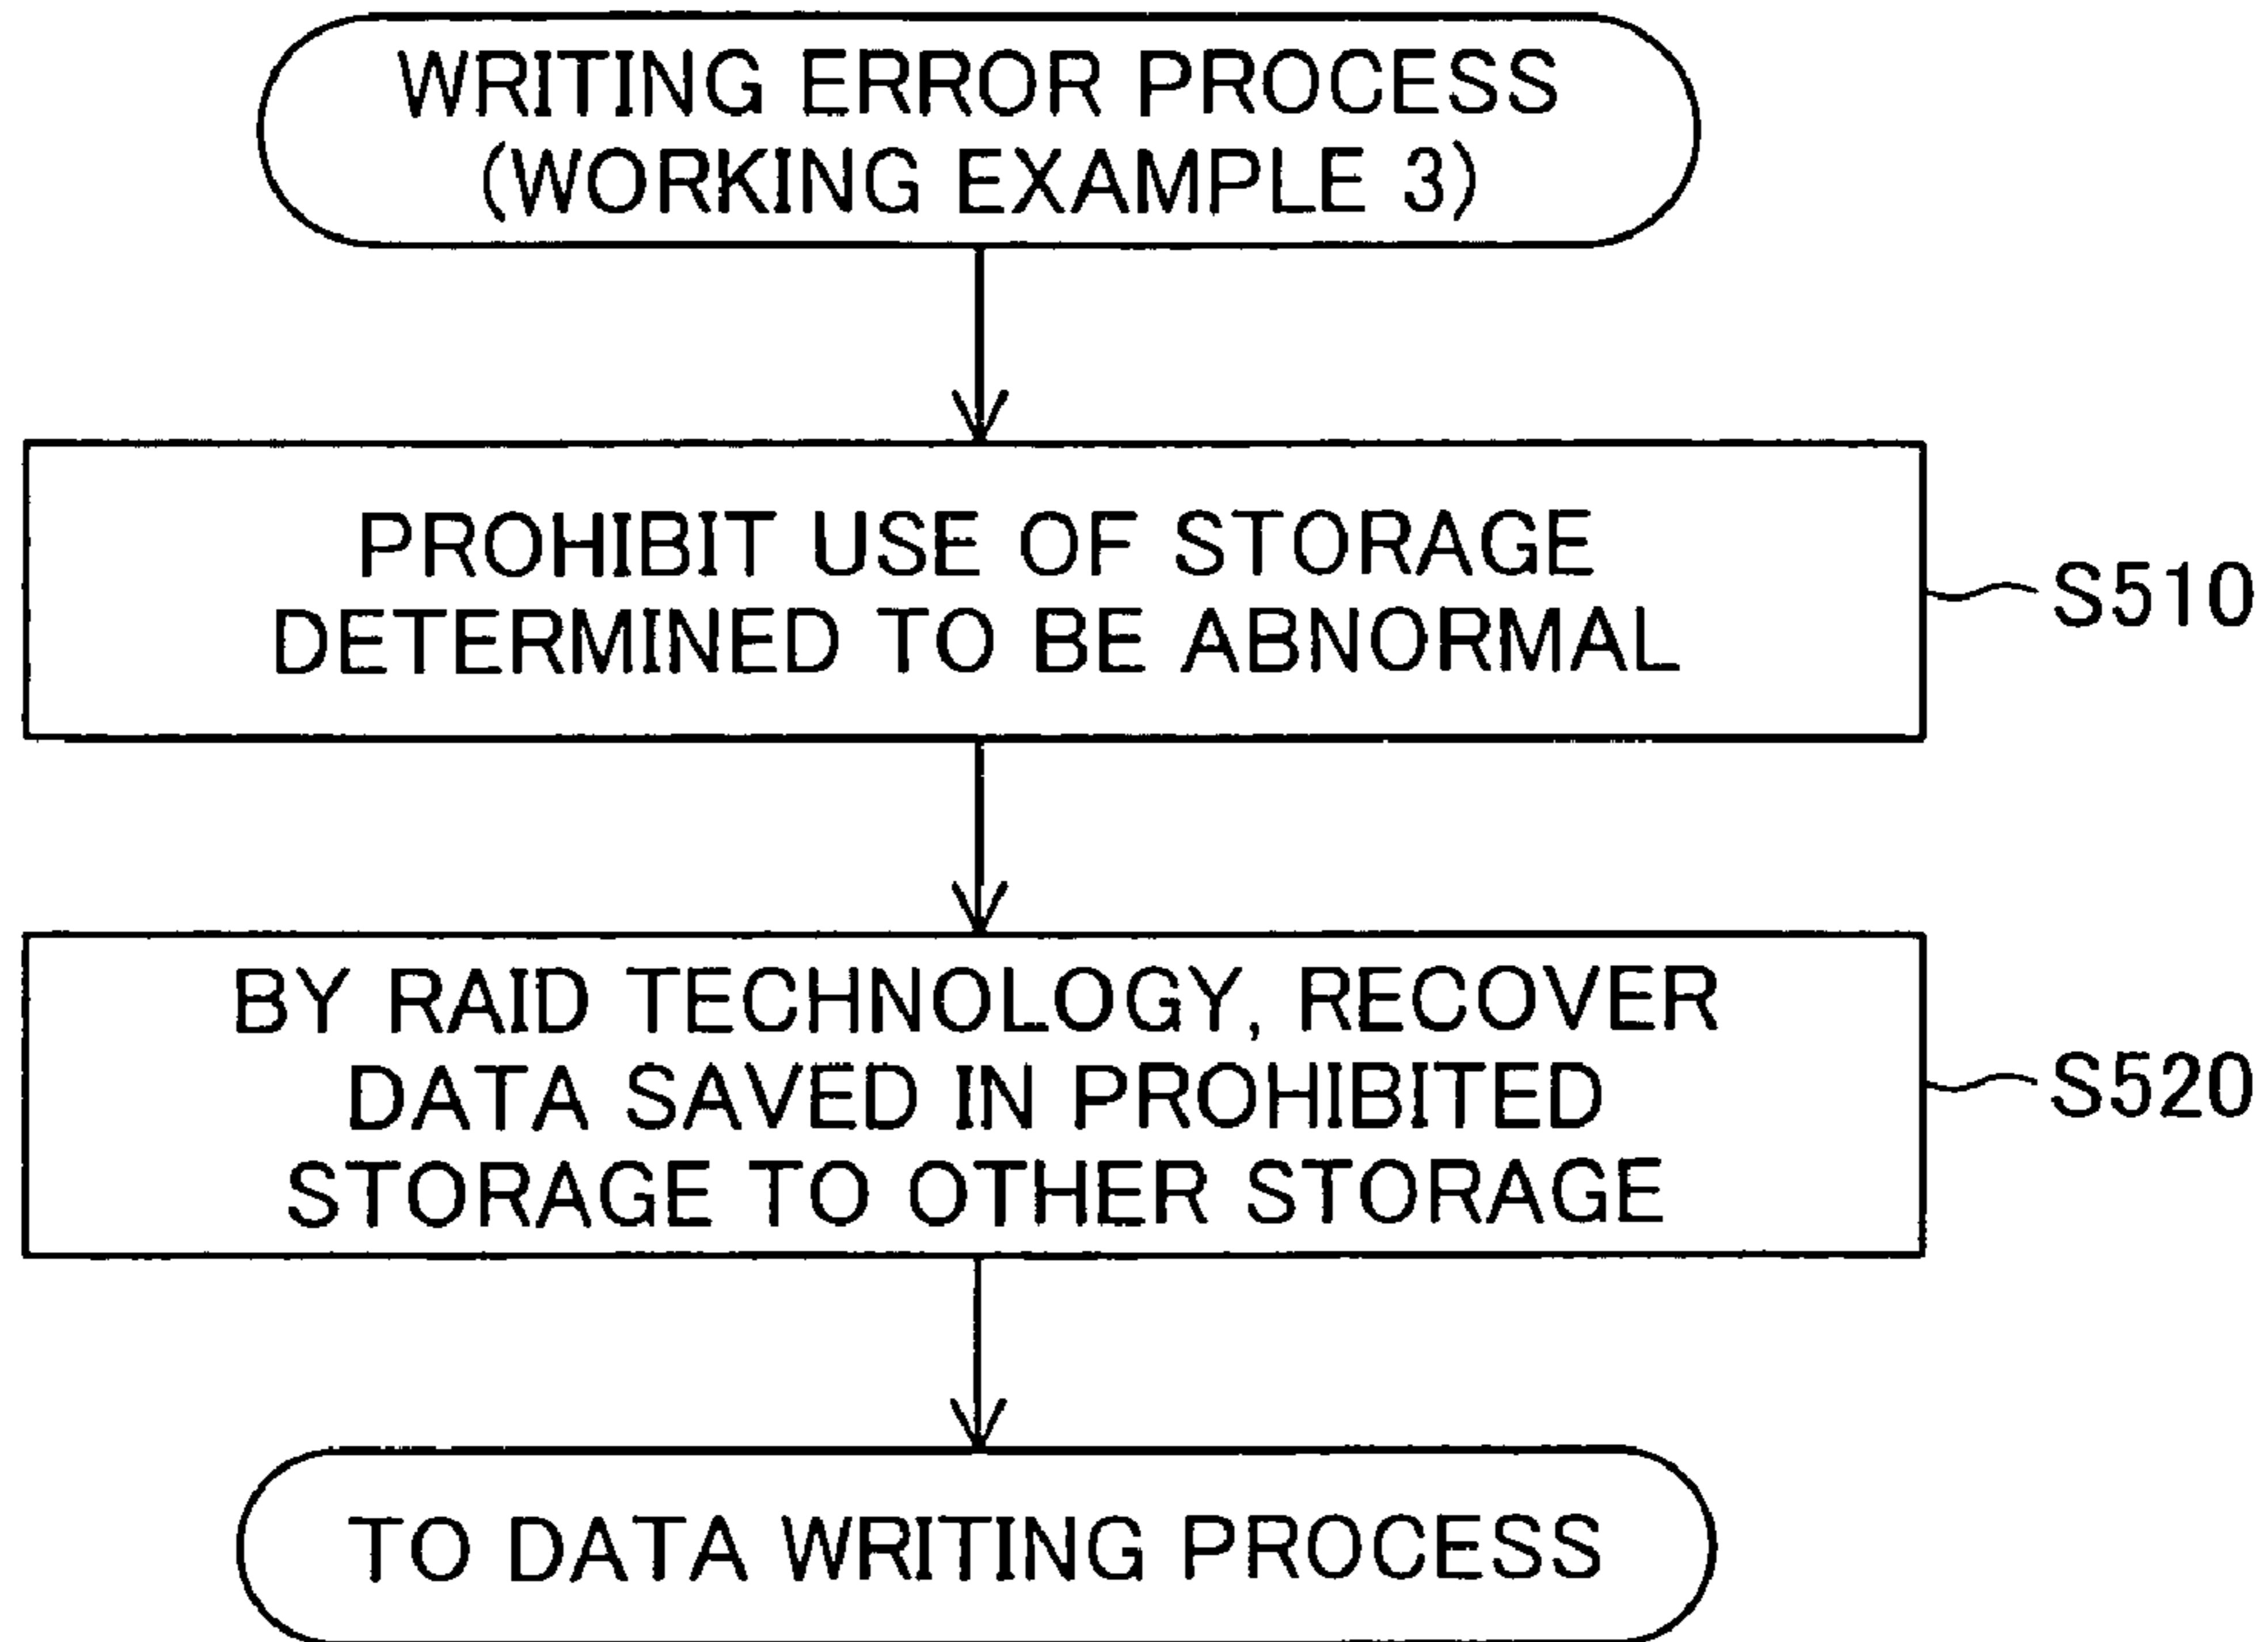 WRITING ERROR PROCESS
(WORKING EXAMPLE 3)
PROHIBIT USE OF STORAGE
DETERMINED TO BE ABNORMAL
S510
BY RAID TECHNOLOGY, RECOVER
DATA SAVED IN PROHIBITED
STORAGE TO OTHER STORAGE
S520
TO DATA WRITING PROCESS